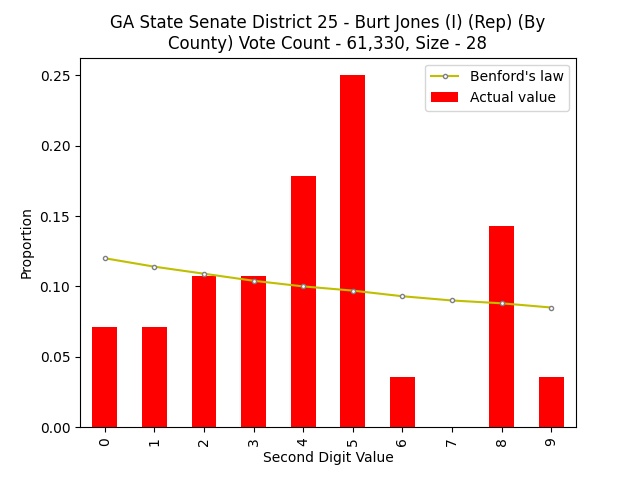 GA State Senate District 25 - Burt Jones (I) (Rep) (By
County) Vote Count - 61,330, Size - 28
Benford's law
Actual value
0.25
0.20
0.15
0.10
0.05
0.00
Proportion
0 1 2 3 4 5 6 7 8 9
Second Digit Value